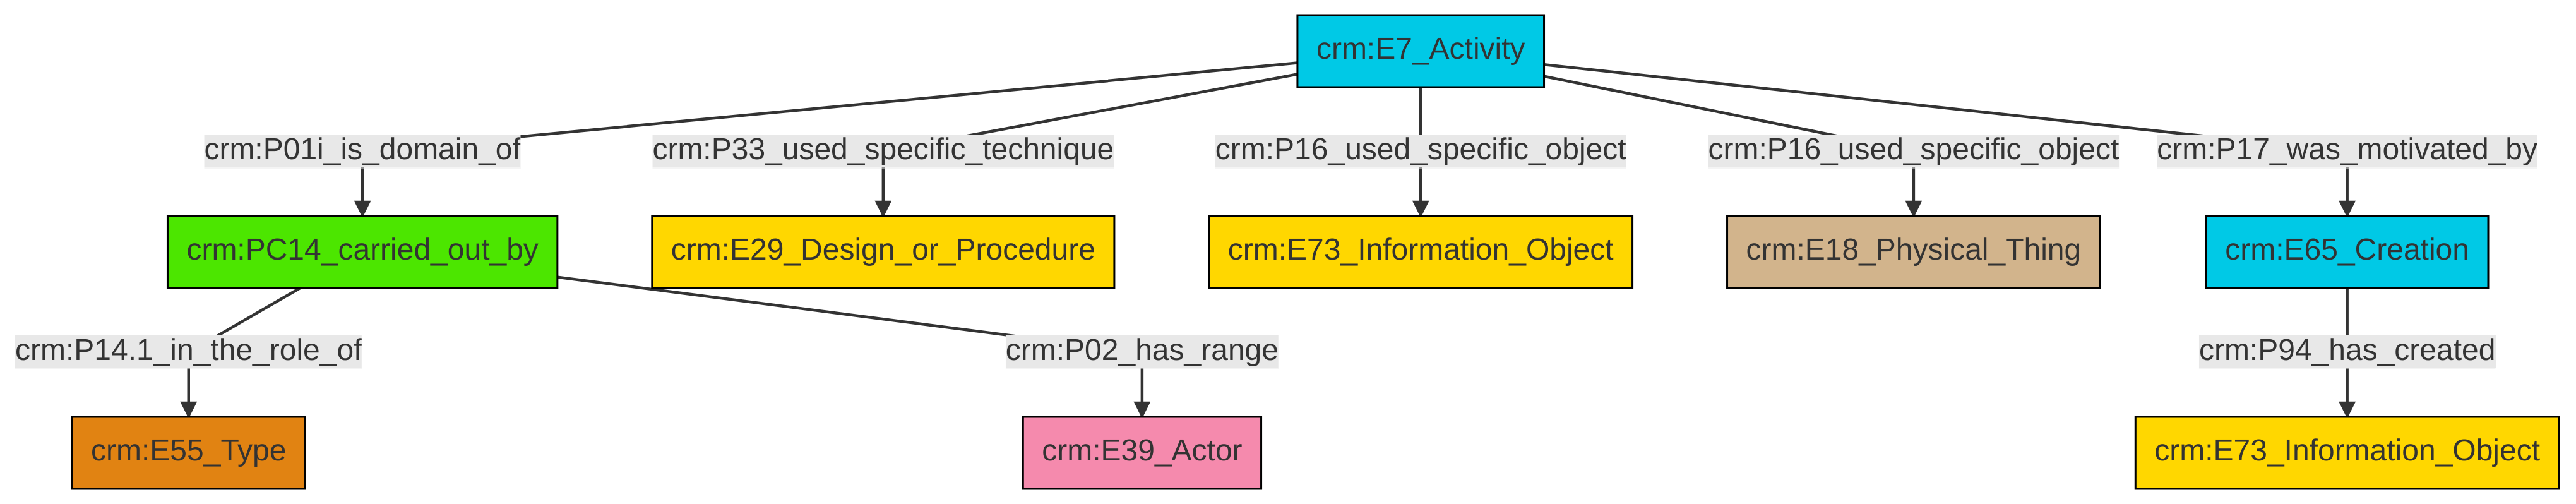 crm:E7_Activity
crm:P01i_is_domain_of
crm:P33_used_specific_technique
crm:P16_used_specific_object
crm:P16_used_specific_object
crm:P17_was_motivated_by
crm:PC14_carried_out_by
crm:E29_Design_or_Procedure
crm:E73_Information_Object
crm:E18_Physical_Thing
crm:E65_Creation
crm:P14.1_in_the_role_of
crm:P02_has_range
crm:P94_has_created
crm:E55_Type
crm:E39_Actor
crm:E73_Information_Object